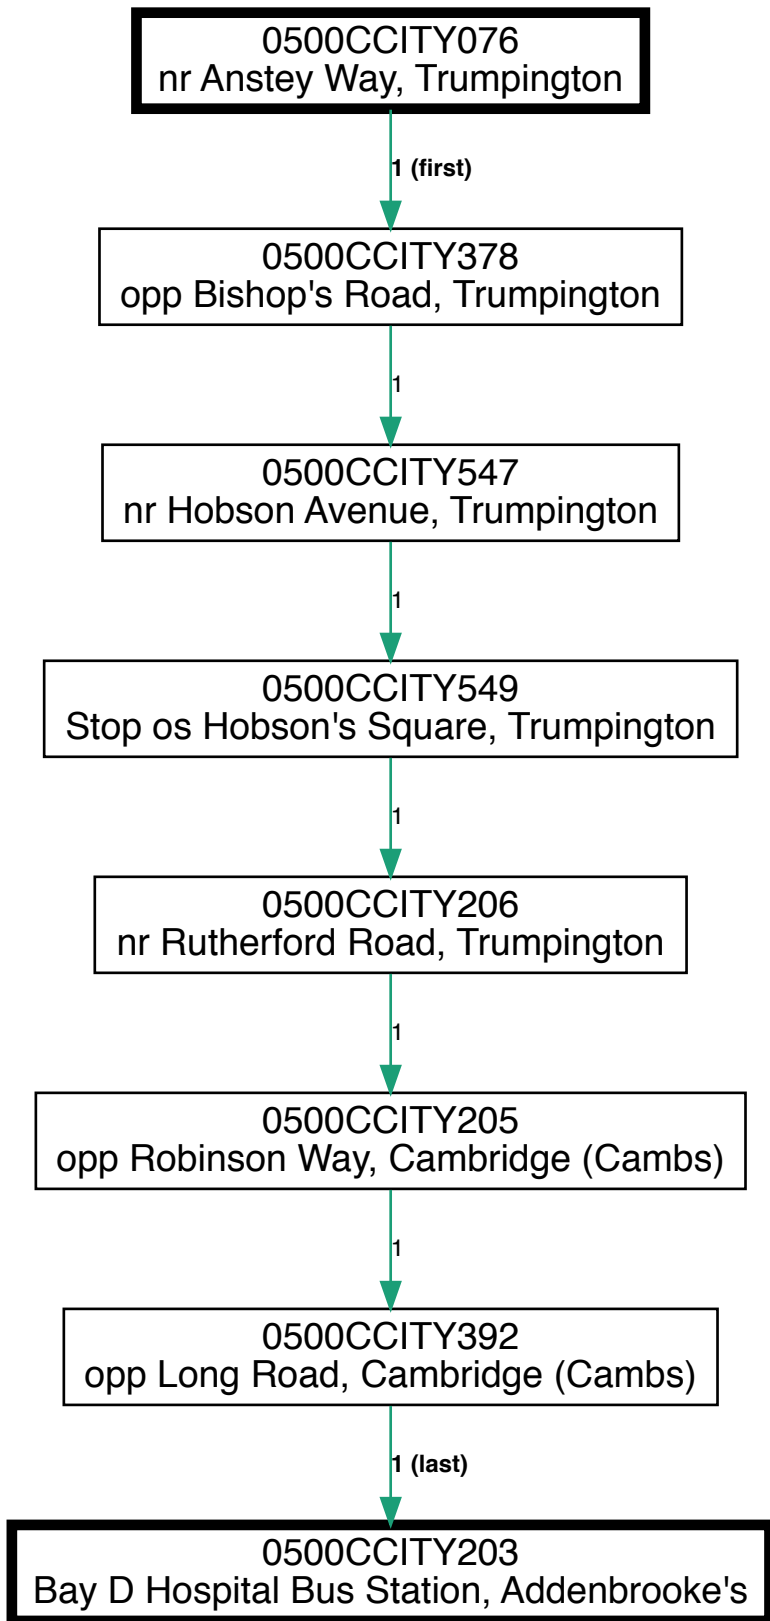 0500CCITY076
nr Anstey Way, Trumpington
1 (first)
0500CCITY378
opp Bishop's Road, Trumpington
1
0500CCITY547
nr Hobson Avenue, Trumpington
1
0500CCITY549
Stop os Hobson's Square, Trumpington
1
0500CCITY206
nr Rutherford Road, Trumpington
1
0500CCITY205
opp Robinson Way, Cambridge (Cambs)
1
0500CCITY392
opp Long Road, Cambridge (Cambs)
1 (last)
0500CCITY203
Bay D Hospital Bus Station, Addenbrooke's